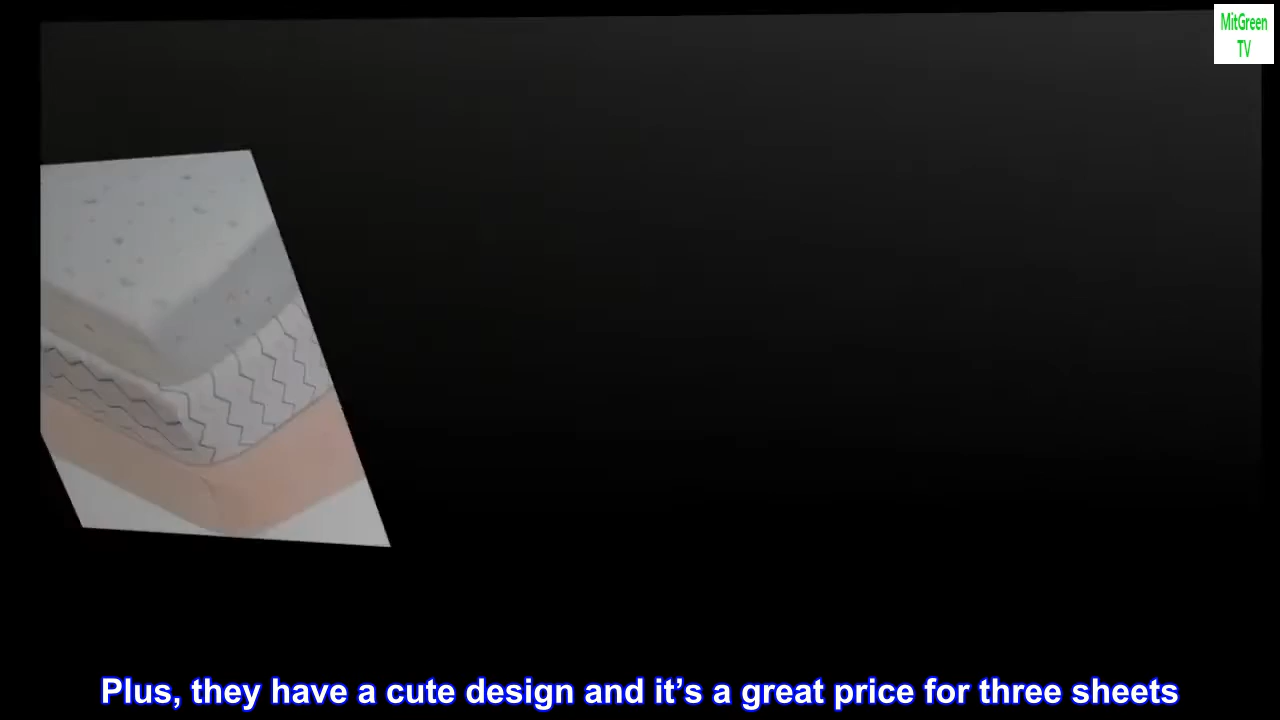 MitGreen
TV
Plus, they have a cute design and it’s a great price for three sheets